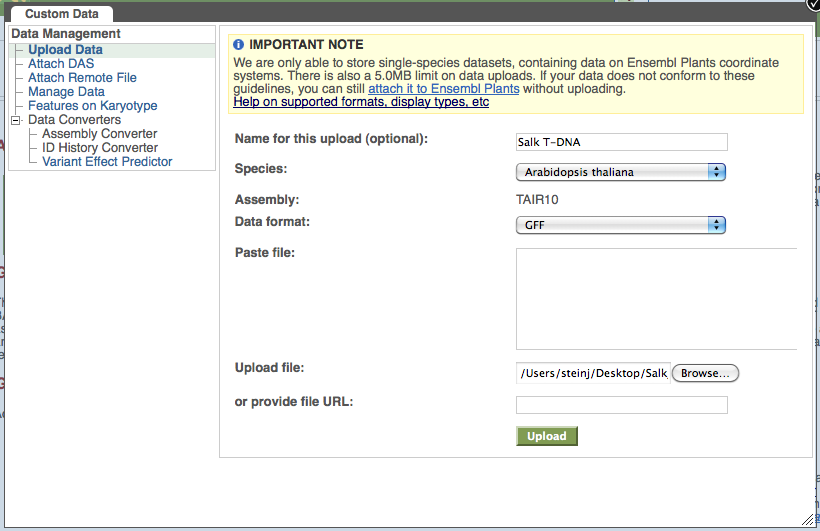 Custom Data
Data Management
Upload Data
Attach DAS
Attach Remote File
Manage Data
Features on Karyotype
Data Converters
Assembly Converter
ID History Converter
Variant Effect Predictor
IMPORTANT NOTE
We are only able to store single-species datasets, containing data on Ensembl Plants coordinate
systems. There is also a 5.0MB limit on data uploads. If your data does not conform to these
guidelines, you can still attach it to Ensembl Plants without uploading.
Help on supported formats, display types, etc
Name for this upload (optional): Salk T-DNA
Species: Arabidopsis thaliana
Assembly: TAIR10
Data format: GFF
Paste file:
Upload file: /Users/steinj/Desktop/Salk Browse...
or provide file URL:
Upload